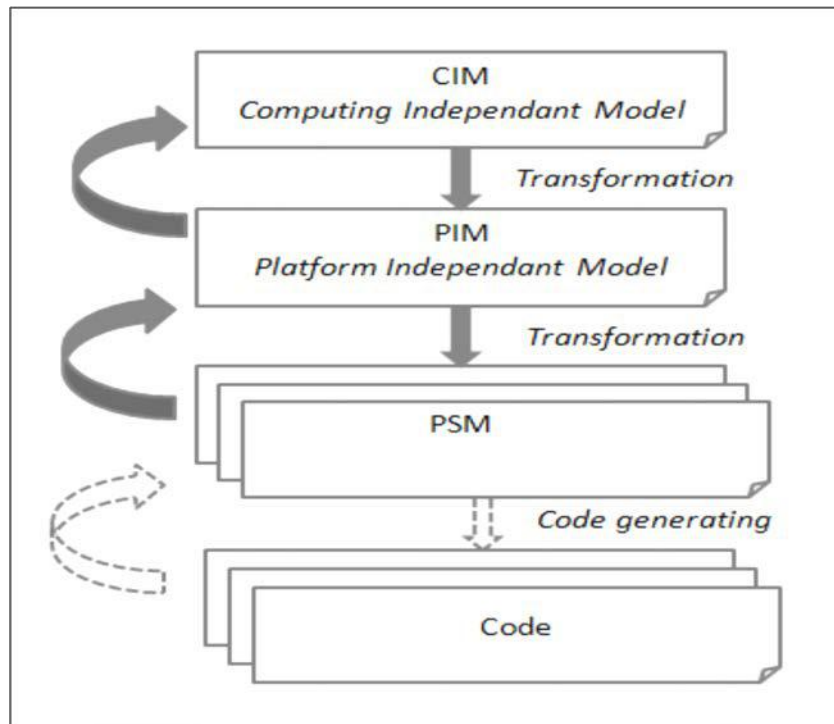 CIM
Computing Independant Model
Transformation
PIM
Platform Independant Model
Transformation
PSM
Code generating
Code